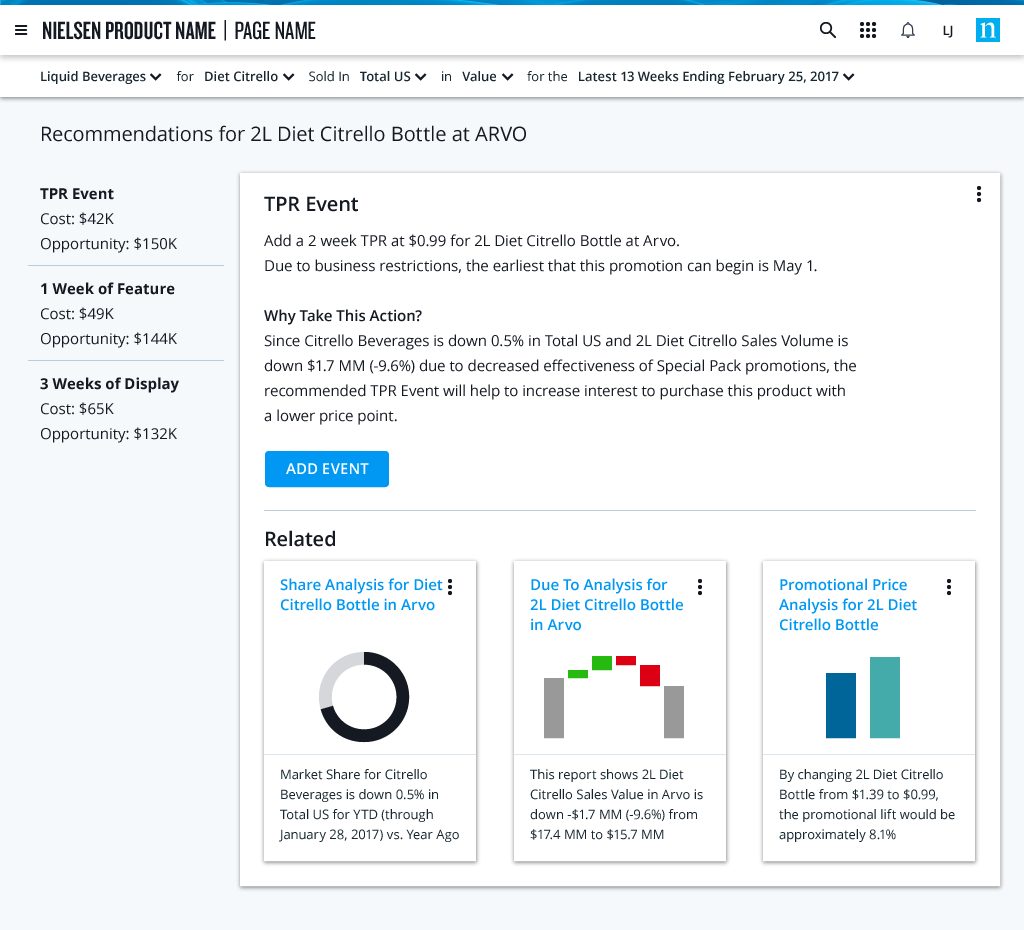 NIELSEN PRODUCT NAME | PAGE NAME
LJ
n
Liquid Beverages for Diet Citrello Sold In Total US in Value for the Latest 13 Weeks Ending February 25, 2017
Recommendations for 2L Diet Citrello Bottle at ARVO
TPR Event
Cost: $42K
Opportunity: $150K
1 Week of Feature
Cost: $49K
Opportunity: $144K
3 Weeks of Display
Cost: $65K
Opportunity: $132K
TPR Event
Add a 2 week TPR at $0.99 for 2L Diet Citrello Bottle at Arvo.
Due to business restrictions, the earliest that this promotion can begin is May 1.
Why Take This Action?
Since Citrello Beverages is down 0.5% in Total US and 2L Diet Citrello Sales Volume is
down $1.7 MM (-9.6%) due to decreased effectiveness of Special Pack promotions, the
recommended TPR Event will help to increase interest to purchase this product with
a lower price point.
ADD EVENT
Related
Share Analysis for Diet
Citrello Bottle in Arvo
Market Share for Citrello
Beverages is down 0.5% in
Total US for YTD (through
January 28, 2017) vs. Year Ago
Due To Analysis for
2L Diet Citrello Bottle
in Arvo
This report shows 2L Diet
Citrello Sales Value in Arvo is
down -$1.7 MM (-9.6%) from
$17.4 MM to $15.7 MM
Promotional Price
Analysis for 2L Diet
Citrello Bottle
By changing 2L Diet Citrello
Bottle from $1.39 to $0.99,
the promotional lift would be
approximately 8.1%